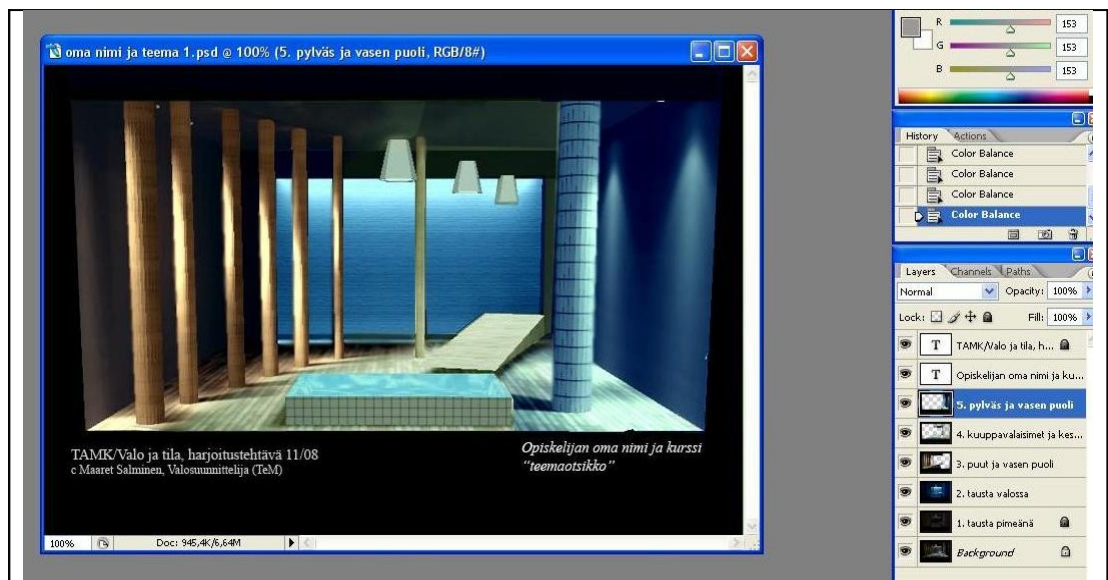 oma nimi ja teema 1.psd @ 100% (5. pylväs ja vasen puoli, RGB/8#)
TAMK/Valo ja tila, harjoitustehtävä 11/08
c Maaret Salminen, Valosuunnittelija (TeM)
Opiskelijan oma nimi ja kurssi
"teemaotsikko"
100%
Doc: 945,4K/6,64M
R 153
G 153
B 153
History Actions
Color Balance
Color Balance
Color Balance
Color Balance
Layers Channels Paths
Normal Opacity: 100%
Lock: Fill: 100%
T TAMK/Valo ja tila, h...
T Opiskelijan oma nimi ja ku...
5. pylväs ja vasen puoli
4. kuuppavalaisimet ja kes...
3. puut ja vasen puoli
2. tausta valossa
1. tausta pimeänä
Background